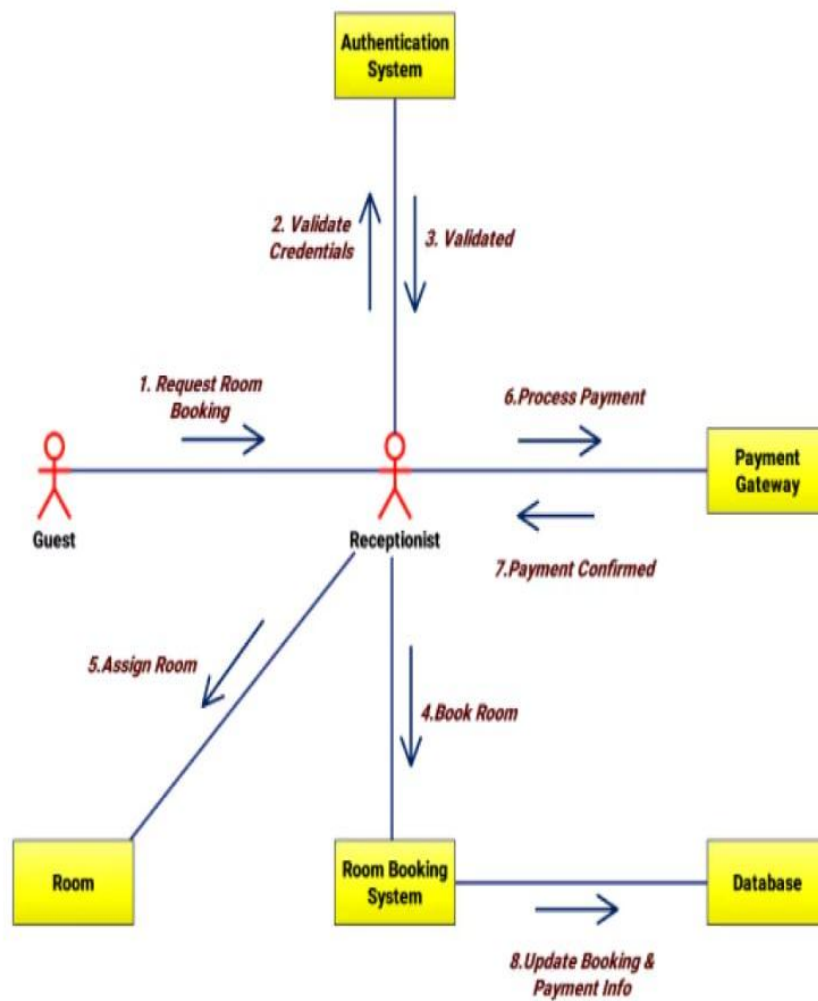 Authentication
System
2. Validate
Credentials
3. Validated
1. Request Room
Booking
6.Process Payment
Payment
Gateway
Guest
Receptionist
7.Payment Confirmed
5.Assign Room
4.Book Room
Room
Room Booking
System
Database
8.Update Booking &
Payment Info